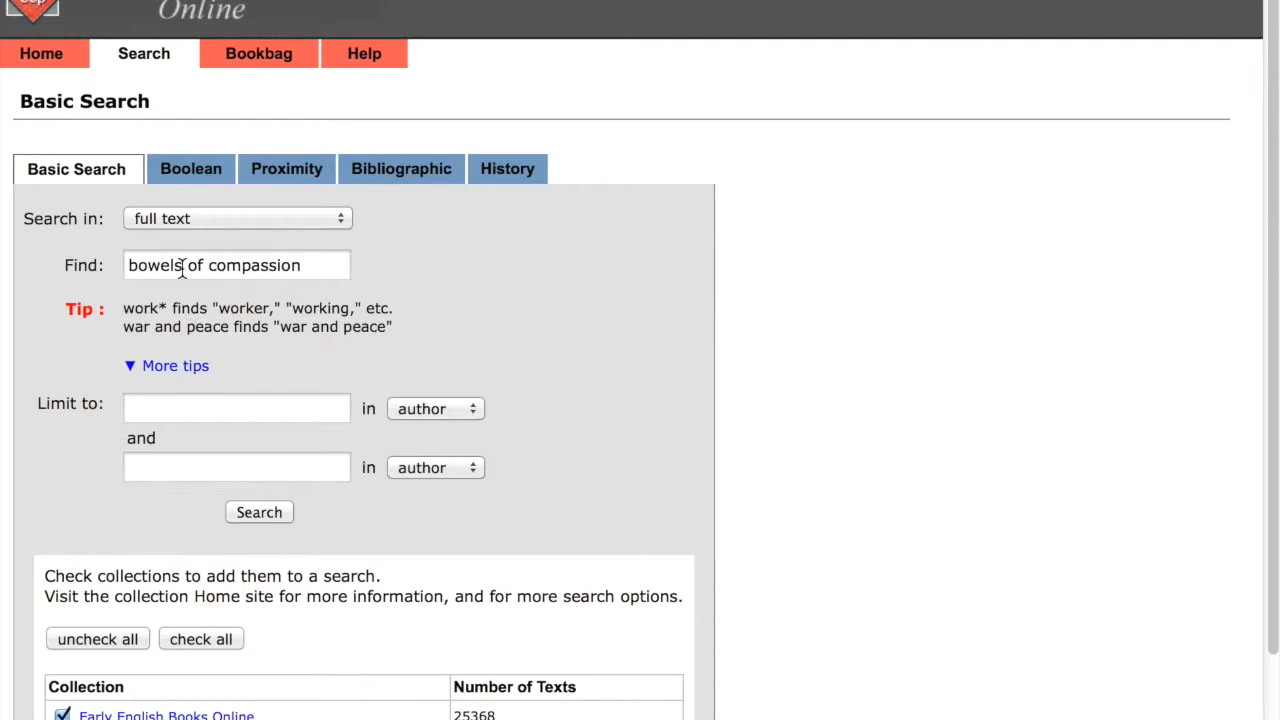 Online
Home Search Bookbag Help
Basic Search
Basic Search Boolean Proximity Bibliographic History
Search in: full text
Find: bowels of compassion
Tip : work* finds "worker," "working," etc.
war and peace finds "war and peace"
▼ More tips
Limit to: in author
and
in author
Search
Check collections to add them to a search.
Visit the collection Home site for more information, and for more search options.
uncheck all check all
Collection Number of Texts
Early English Books Online 25368